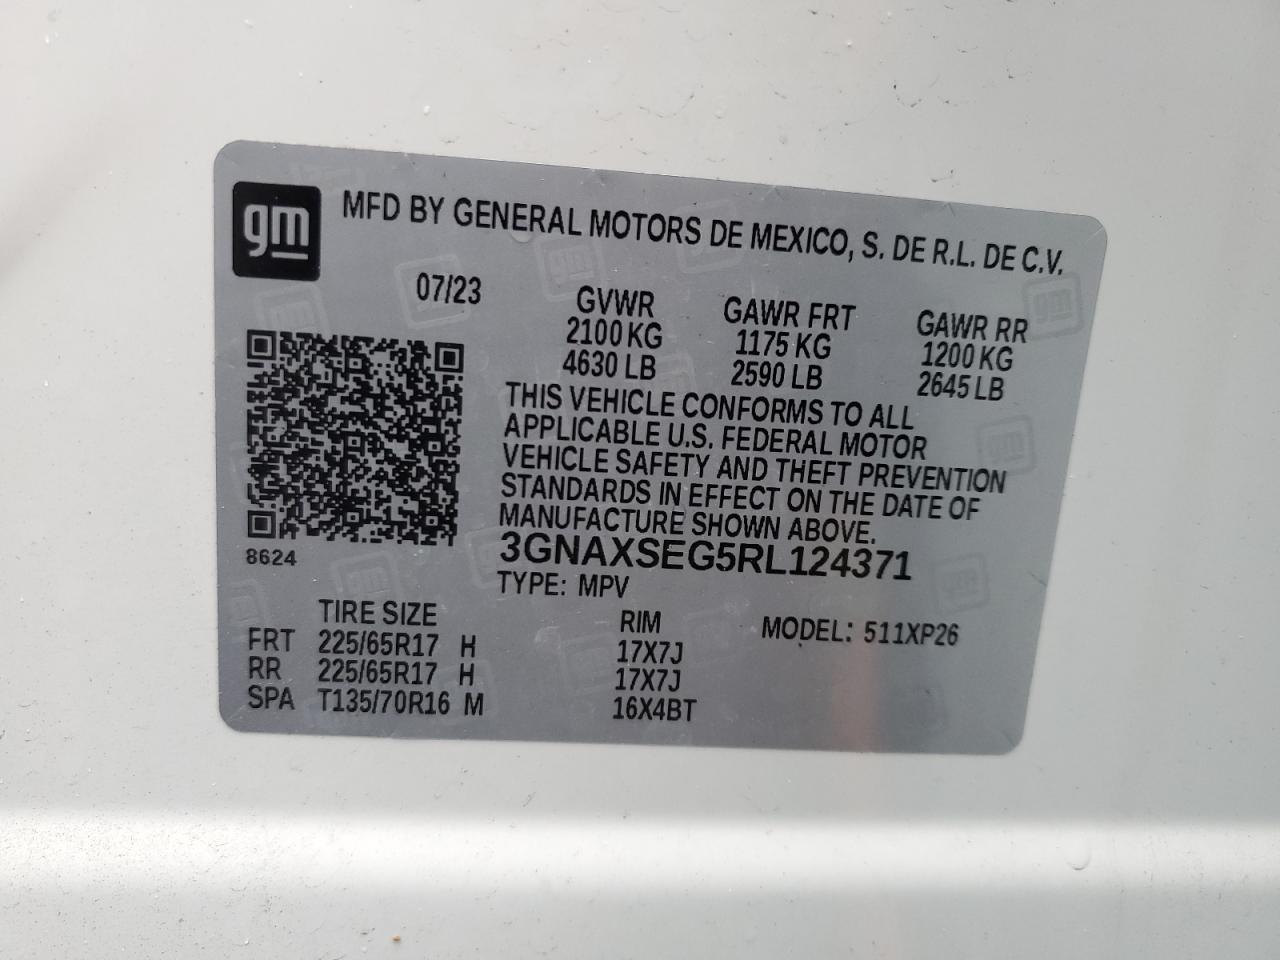 gm
MFD BY GENERAL MOTORS DE MEXICO, S. DE R.L. DE C.V.
07/23
GVWR GAWR FRT GAWR RR
2100 KG 1175 KG 1200 KG
4630 LB 2590 LB 2645 LB
THIS VEHICLE CONFORMS TO ALL
APPLICABLE U.S. FEDERAL MOTOR
VEHICLE SAFETY AND THEFT PREVENTION
STANDARDS IN EFFECT ON THE DATE OF
MANUFACTURE SHOWN ABOVE.
3GNAXSEG5RL124371
8624
TYPE: MPV
TIRE SIZE RIM MODEL: 511XP26
FRT 225/65R17 H 17X7J
RR 225/65R17 H 17X7J
SPA T135/70R16 M 16X4BT